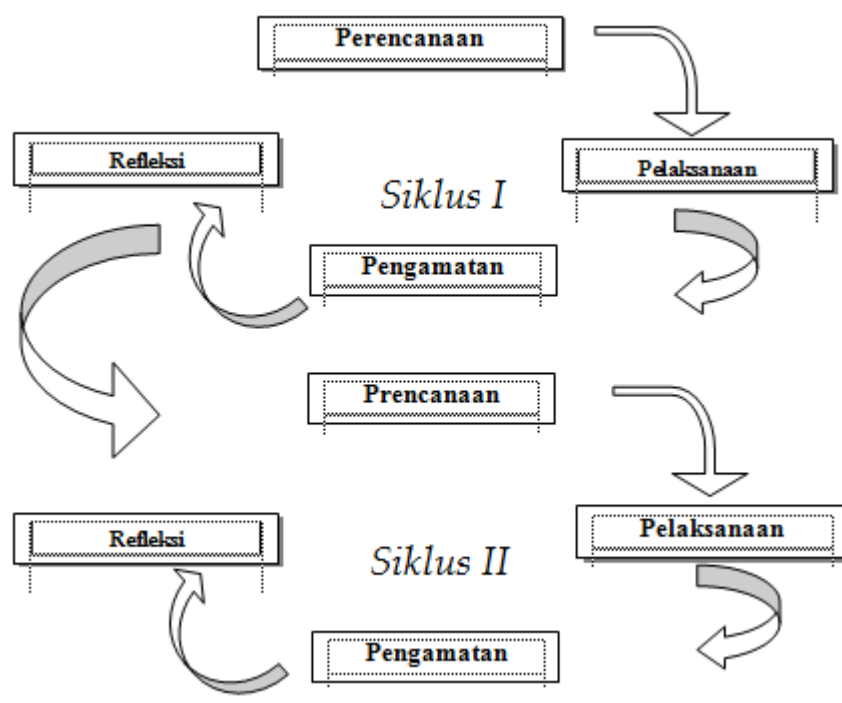 Perencanaan
Refleksi
Pelaksanaan
Siklus I
Pengamatan
Prencanaan
Refleksi
Pelaksanaan
Siklus II
Pengamatan